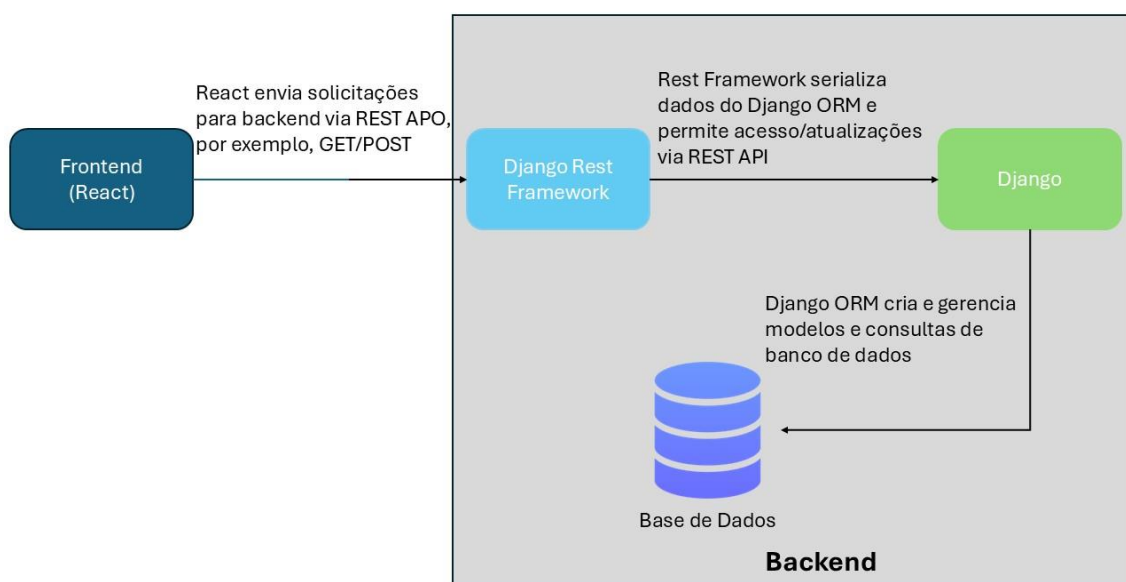 React envia solicitações
para backend via REST APO,
por exemplo, GET/POST
Rest Framework serializa
dados do Django ORM e
permite acesso/atualizações
via REST API
Frontend
(React)
Django Rest
Framework
Django
Django ORM cria e gerencia
modelos e consultas de
banco de dados
Base de Dados
Backend